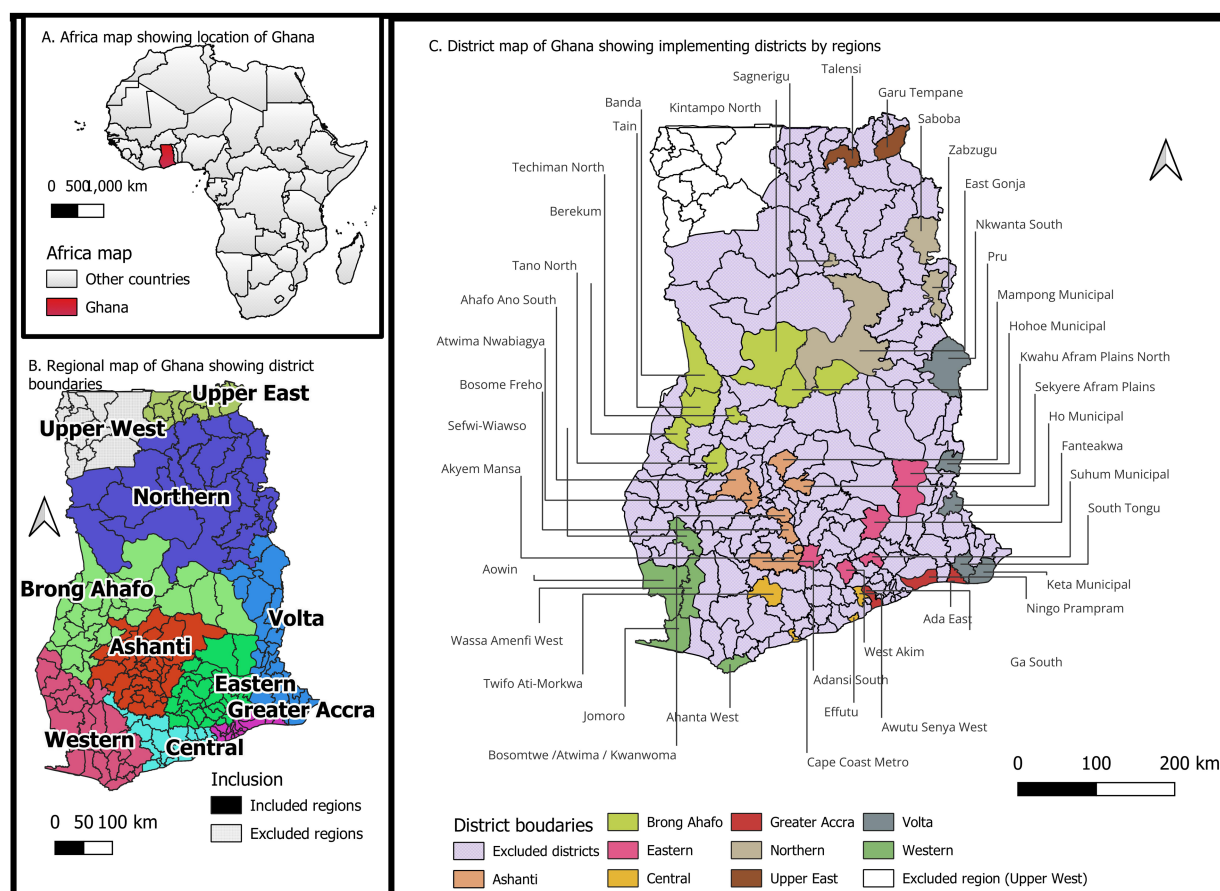 A. Africa map showing location of Ghana
0 500 1,000 km
Africa map
Other countries
Ghana
B. Regional map of Ghana showing district
boundaries
Upper East
Upper West
Northern
Brong Ahafo
Volta
Ashanti
Eastern
Greater Accra
Western
Central
Inclusion
Included regions
Excluded regions
0 50 100 km
C. District map of Ghana showing implementing districts by regions
Talensi
Sagnerigu
Garu Tempane
Banda
Kintampo North
Saboba
Tain
Zabzugu
Techiman North
East Gonja
Berekum
Nkwanta South
Tano North
Pru
Ahafo Ano South
Mampong Municipal
Hohoe Municipal
Atwima Nwabiagya
Kwahu Afram Plains North
Bosome Freho
Sekyere Afram Plains
Ho Municipal
Sefwi-Wiawso
Fanteakwa
Akyem Mansa
Suhum Municipal
South Tongu
Aowin
Keta Municipal
Ningo Prampram
Ada East
Wassa Amenfi West
West Akim
Ga South
Twifo Ati-Morkwa
Adansi South
Jomoro
Ahanta West
Effutu
Awutu Senya West
Bosomtwe /Atwima / Kwanwoma
Cape Coast Metro
0 100 200 km
District boudaries
Excluded districts
Ashanti
Brong Ahafo
Eastern
Central
Greater Accra
Northern
Upper East
Volta
Western
Excluded region (Upper West)